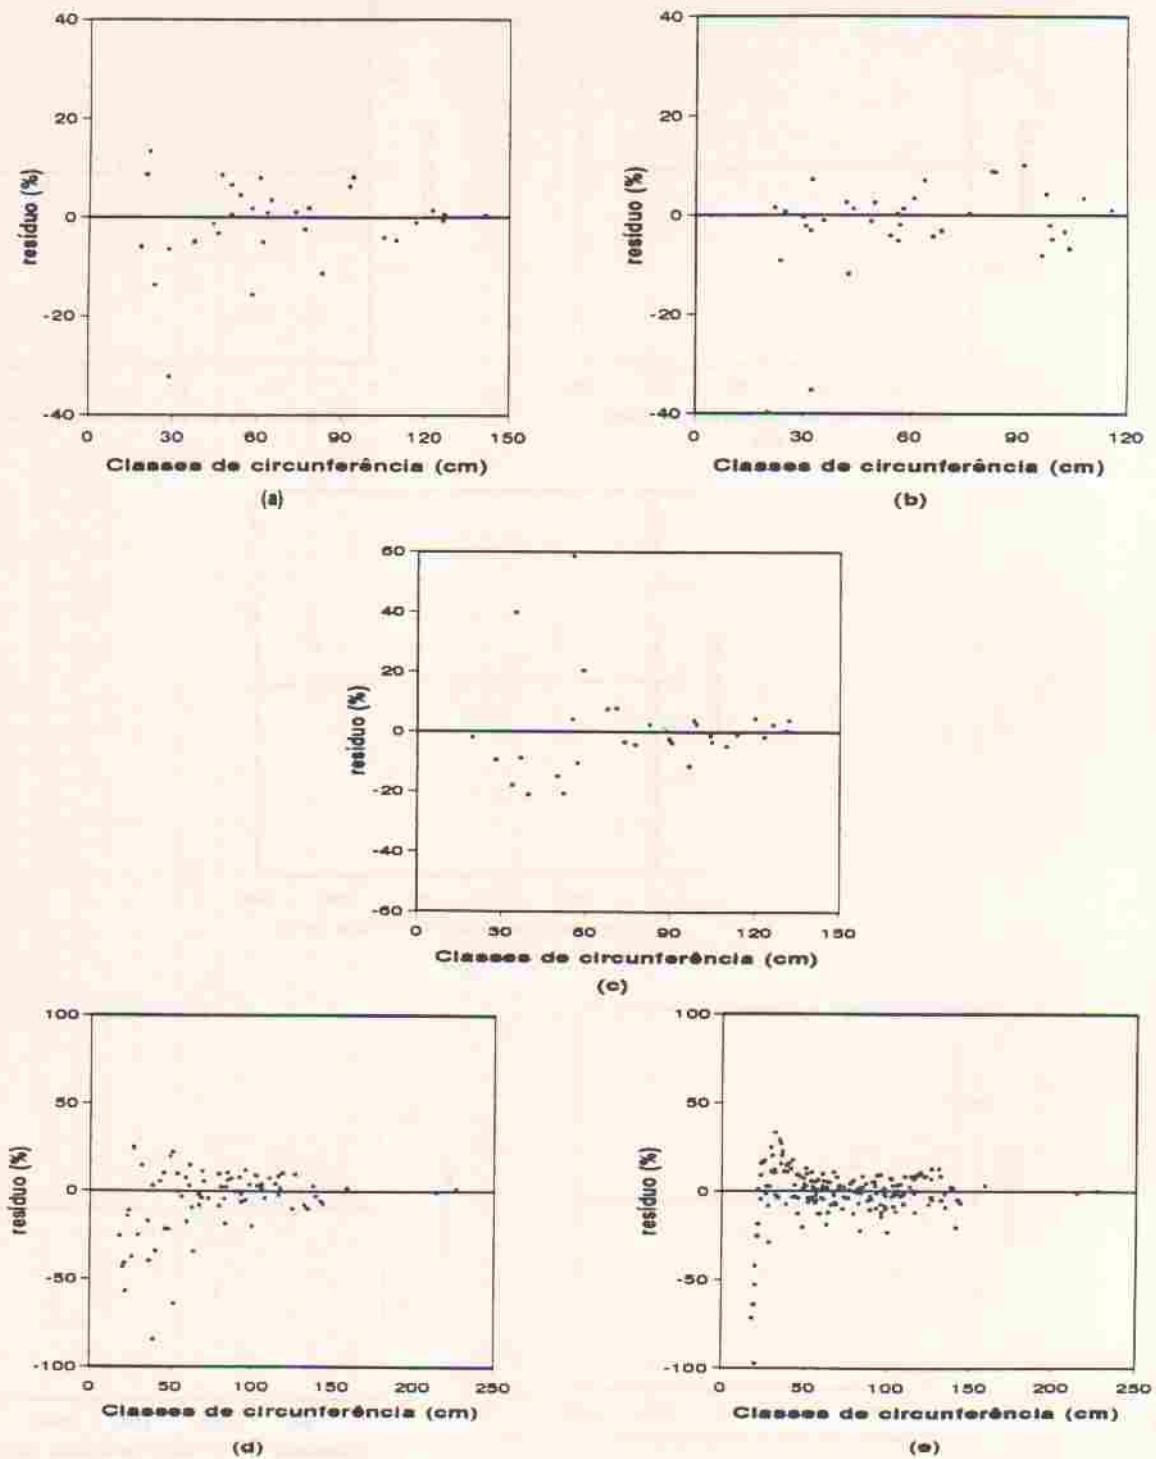 40
20
0
-20
-40
resíduo (%)
0 30 60 90 120 150
Classes de circunferência (cm)
(a)
40
20
0
-20
-40
resíduo (%)
0 30 60 90 120
Classes de circunferência (cm)
(b)
60
40
20
0
-20
-40
-60
resíduo (%)
0 30 60 90 120 150
Classes de circunferência (cm)
(c)
100
50
0
-50
-100
resíduo (%)
0 50 100 150 200 250
Classes de circunferência (cm)
(d)
100
50
0
-50
-100
resíduo (%)
0 50 100 150 200 250
Classes de circunferência (cm)
(e)